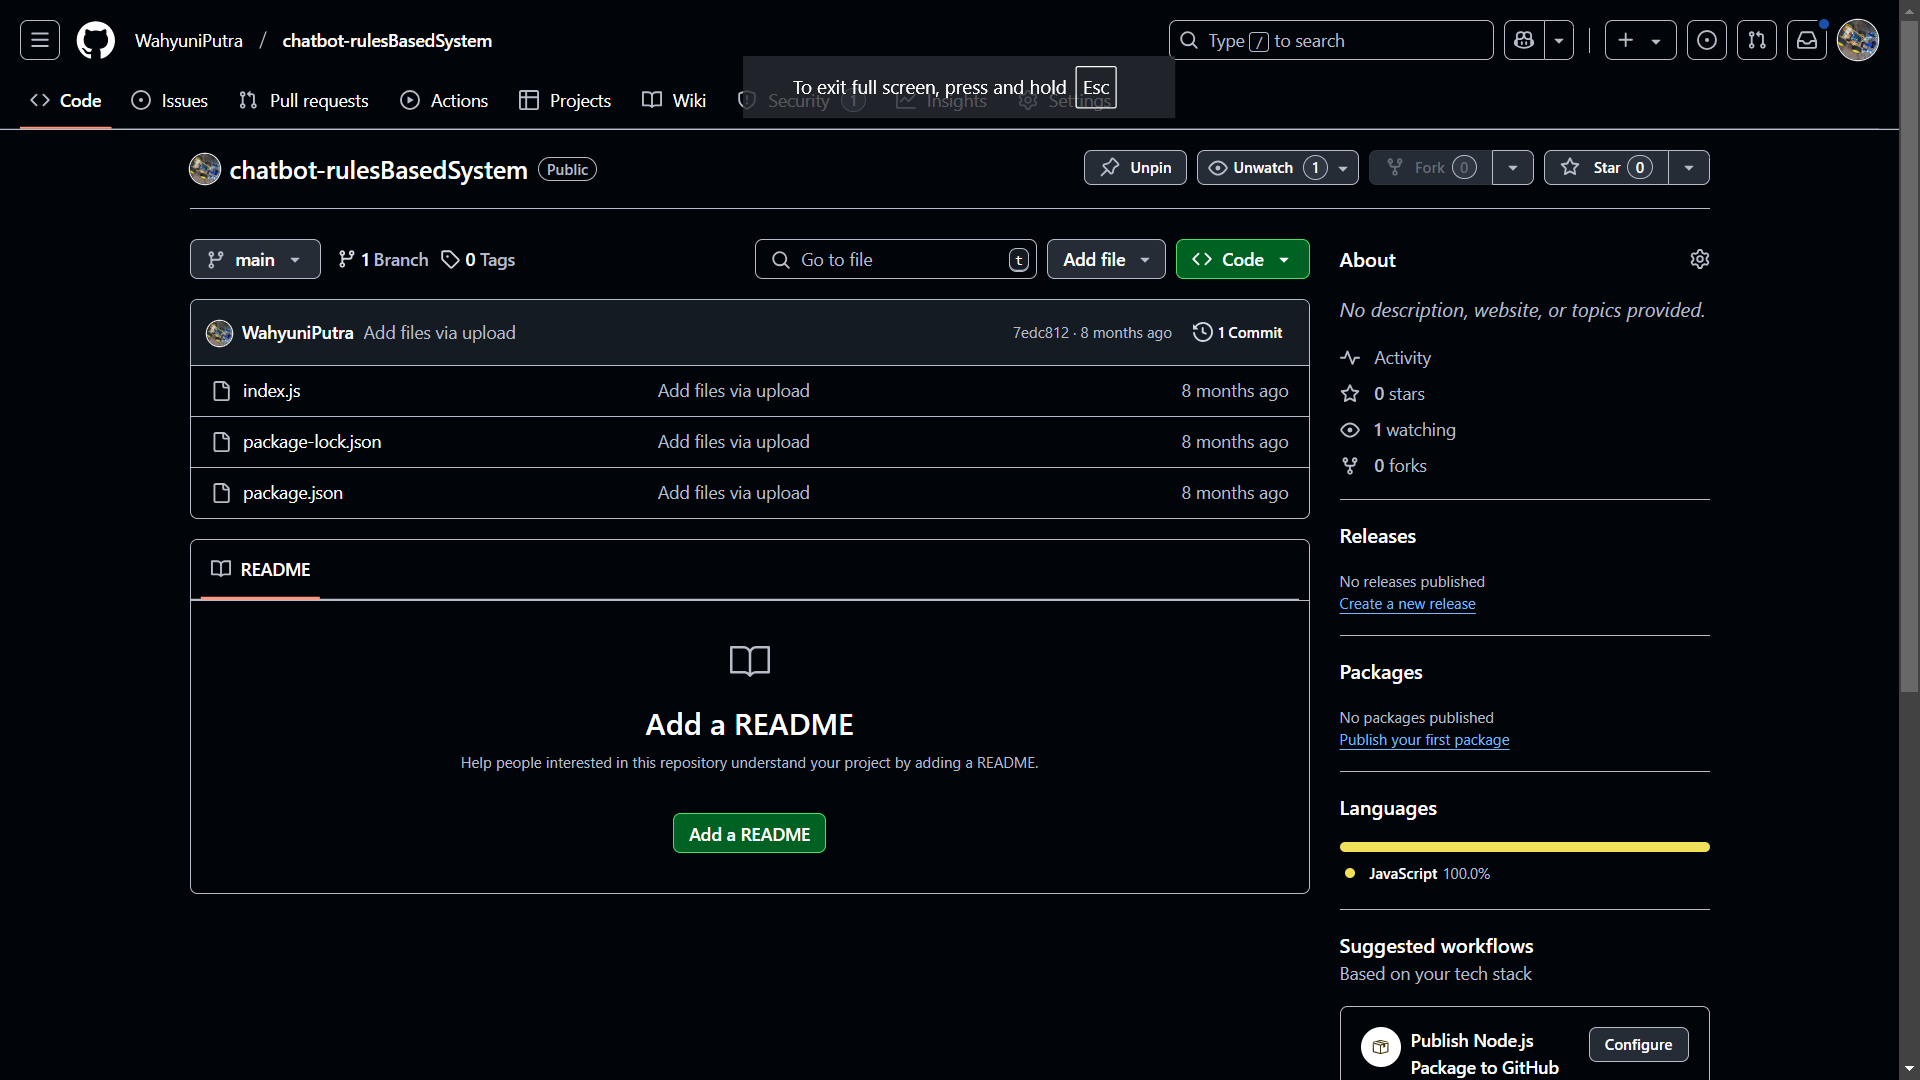 WahyuniPutra / chatbot-rulesBasedSystem
Type / to search
Code
Issues
Pull requests
Actions
Projects
Wiki
Security 1
Insights
Settings
To exit full screen, press and hold Esc
chatbot-rulesBasedSystem Public
Unpin
Unwatch 1
Fork 0
Star 0
main
1 Branch
0 Tags
Go to file t
Add file
Code
WahyuniPutra Add files via upload 7edc812 · 8 months ago 1 Commit
index.js Add files via upload 8 months ago
package-lock.json Add files via upload 8 months ago
package.json Add files via upload 8 months ago
README
Add a README
Help people interested in this repository understand your project by adding a README.
Add a README
About
No description, website, or topics provided.
Activity
0 stars
1 watching
0 forks
Releases
No releases published
Create a new release
Packages
No packages published
Publish your first package
Languages
JavaScript 100.0%
Suggested workflows
Based on your tech stack
Publish Node.js
Package to GitHub
Configure